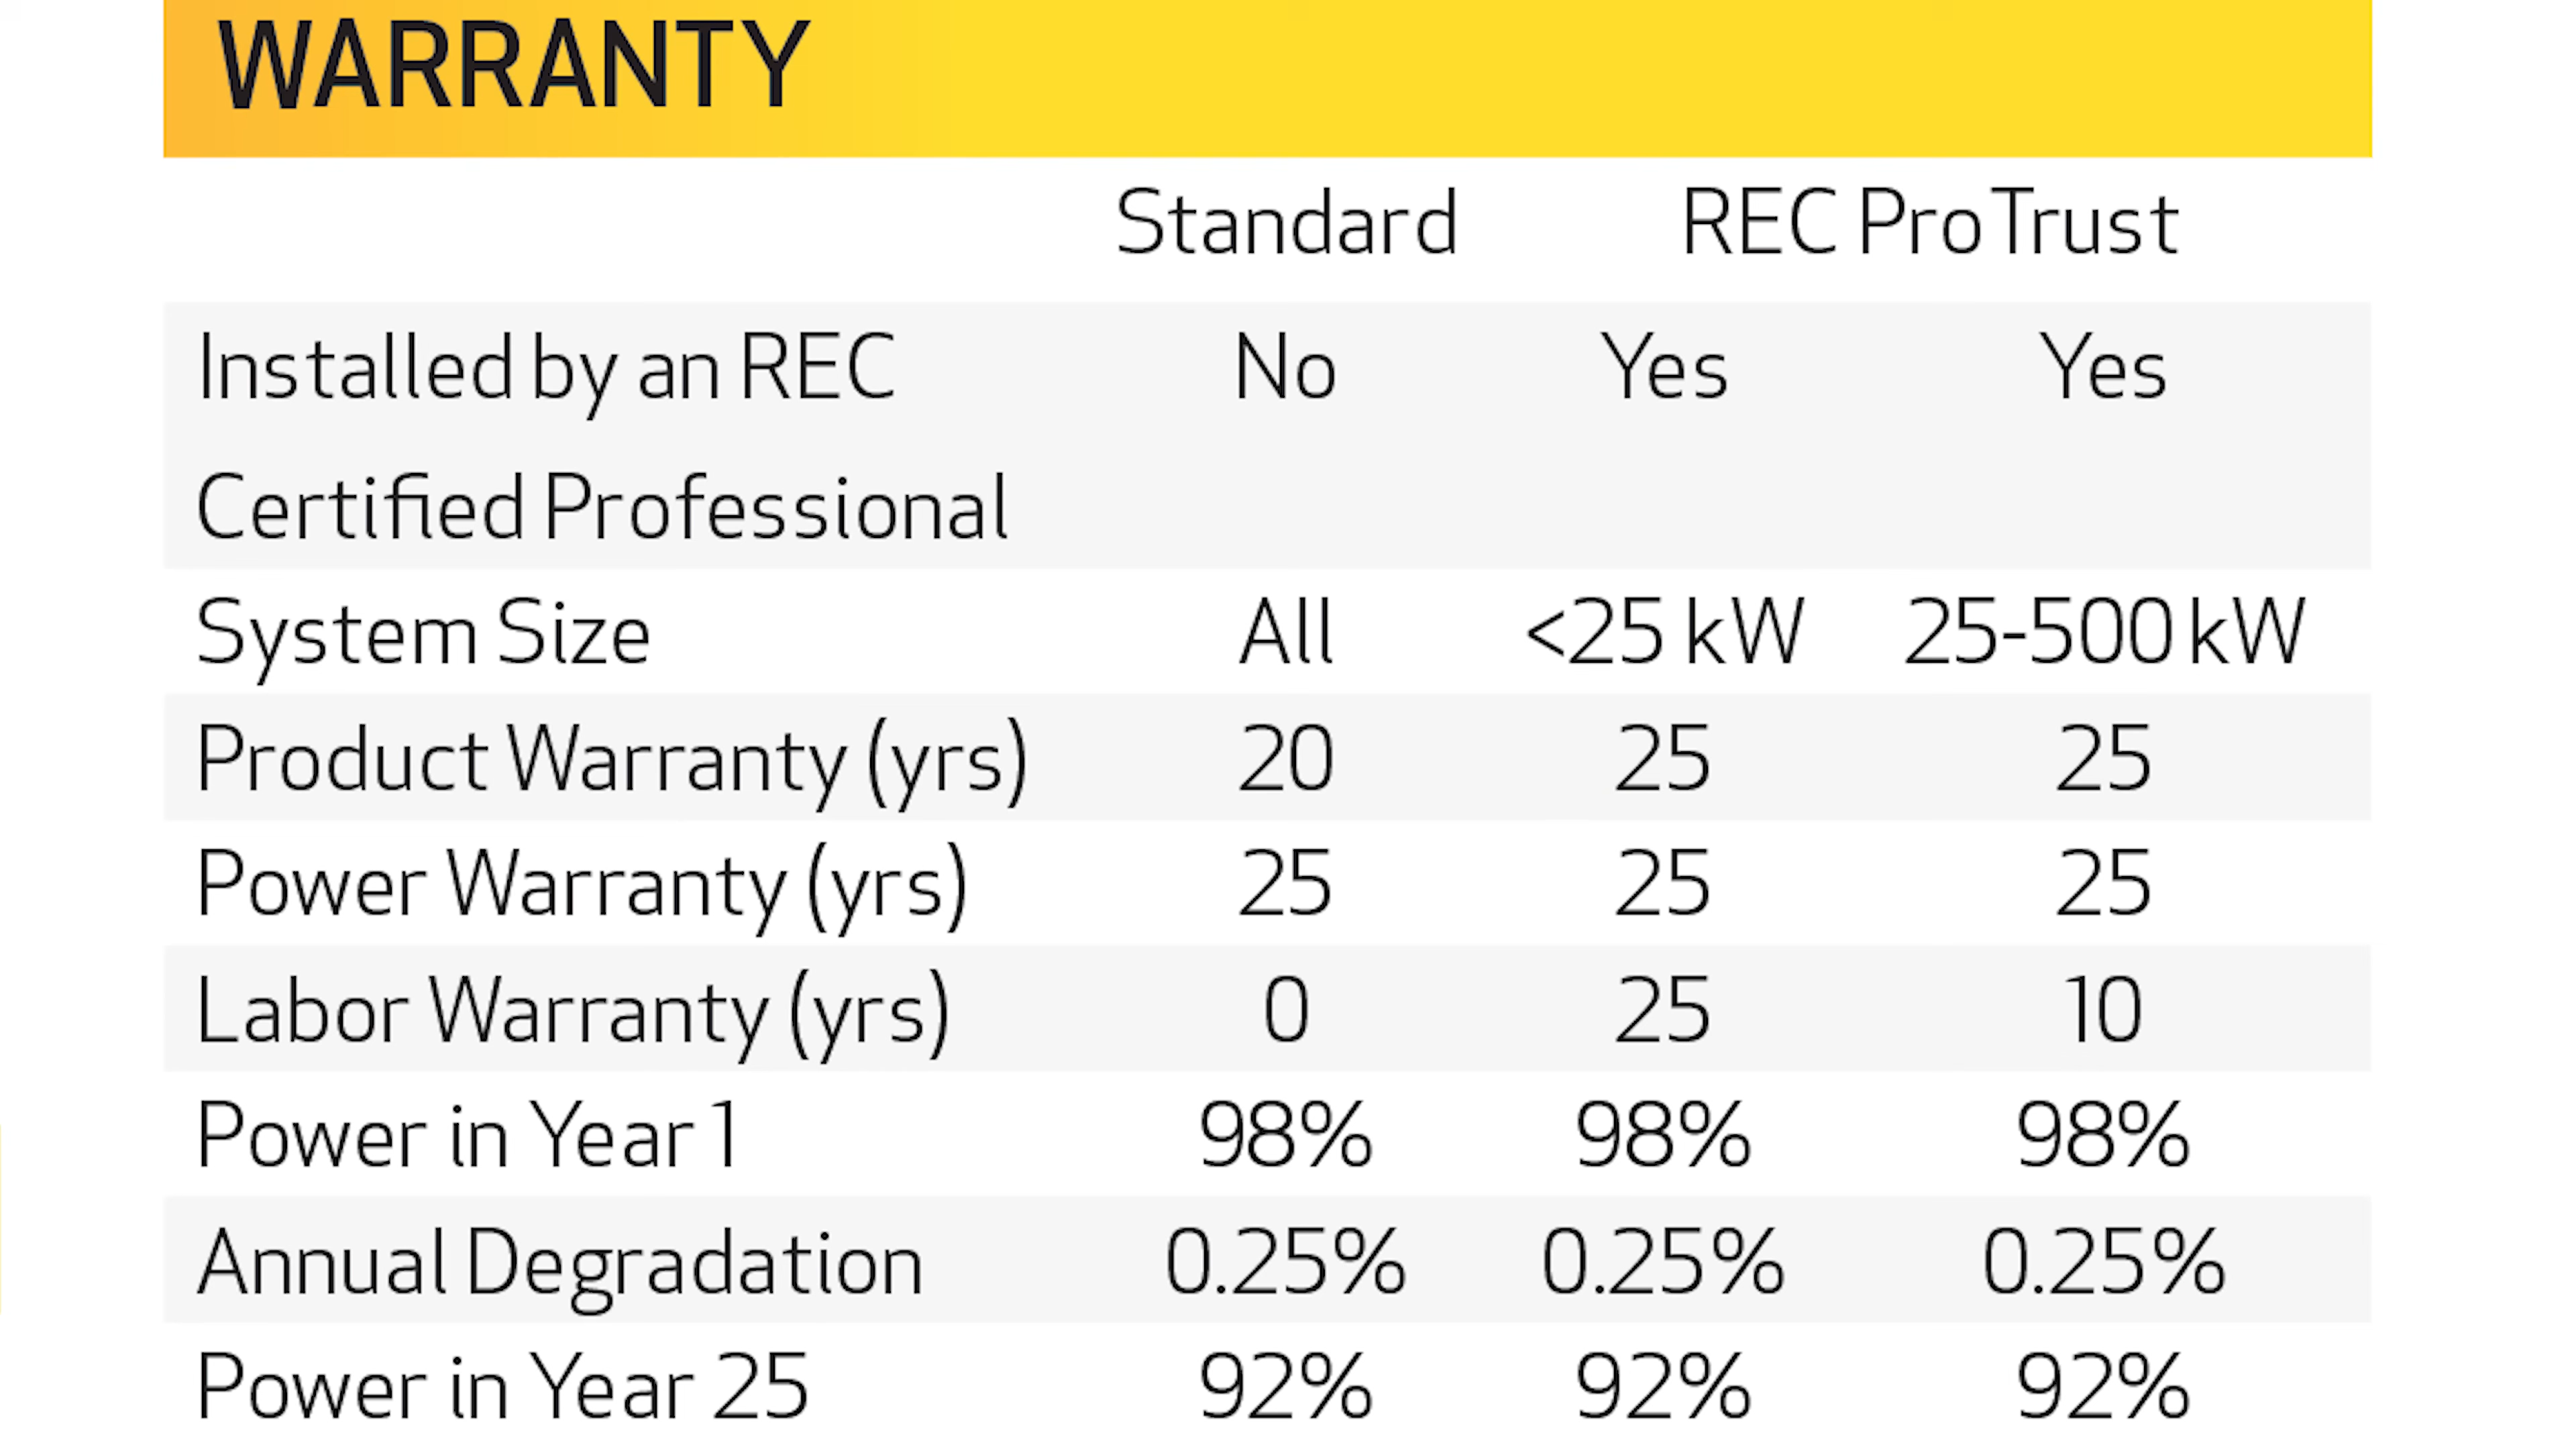 WARRANTY
Standard REC ProTrust
Installed by an REC No Yes Yes
Certified Professional
System Size All <25 kW 25-500 kW
Product Warranty (yrs) 20 25 25
Power Warranty (yrs) 25 25 25
Labor Warranty (yrs) 0 25 10
Power in Year 1 98% 98% 98%
Annual Degradation 0.25% 0.25% 0.25%
Power in Year 25 92% 92% 92%